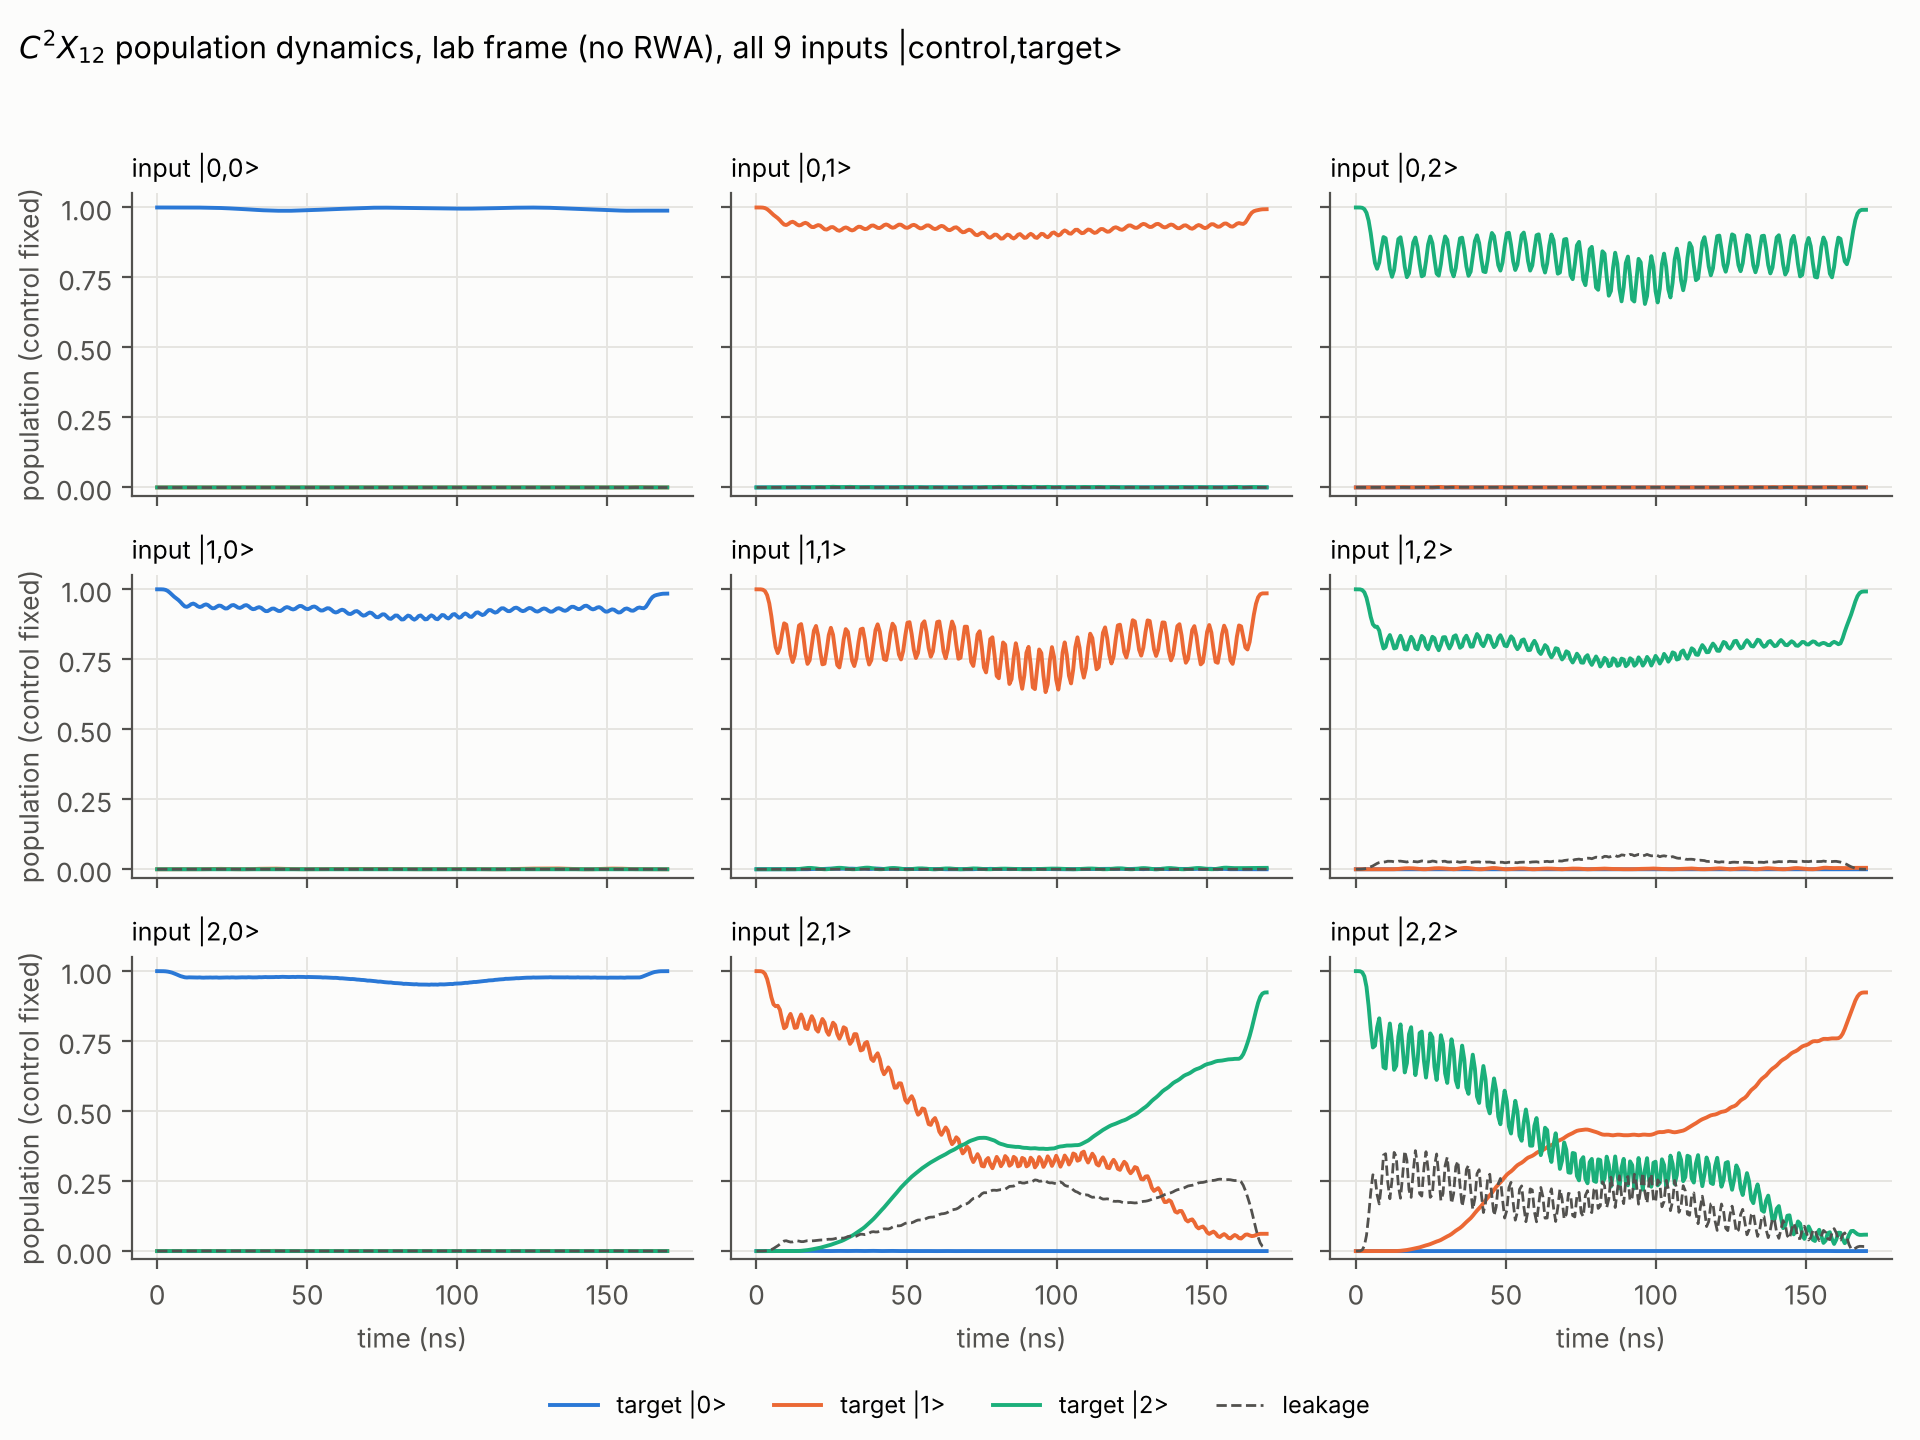 C²X₁₂ population dynamics, lab frame (no RWA), all 9 inputs |control,target>
input |0,0>
input |0,1>
input |0,2>
population (control fixed)
1.00
0.75
0.50
0.25
0.00
input |1,0>
input |1,1>
input |1,2>
population (control fixed)
1.00
0.75
0.50
0.25
0.00
input |2,0>
input |2,1>
input |2,2>
population (control fixed)
1.00
0.75
0.50
0.25
0.00
0 50 100 150
0 50 100 150
0 50 100 150
time (ns)
time (ns)
time (ns)
target |0> target |1> target |2> leakage